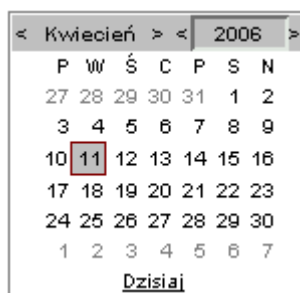 < Kwiecień > < 2006 >
P W Ś C P S N
27 28 29 30 31 1 2
3 4 5 6 7 8 9
10 11 12 13 14 15 16
17 18 19 20 21 22 23
24 25 26 27 28 29 30
1 2 3 4 5 6 7
Dzisiaj